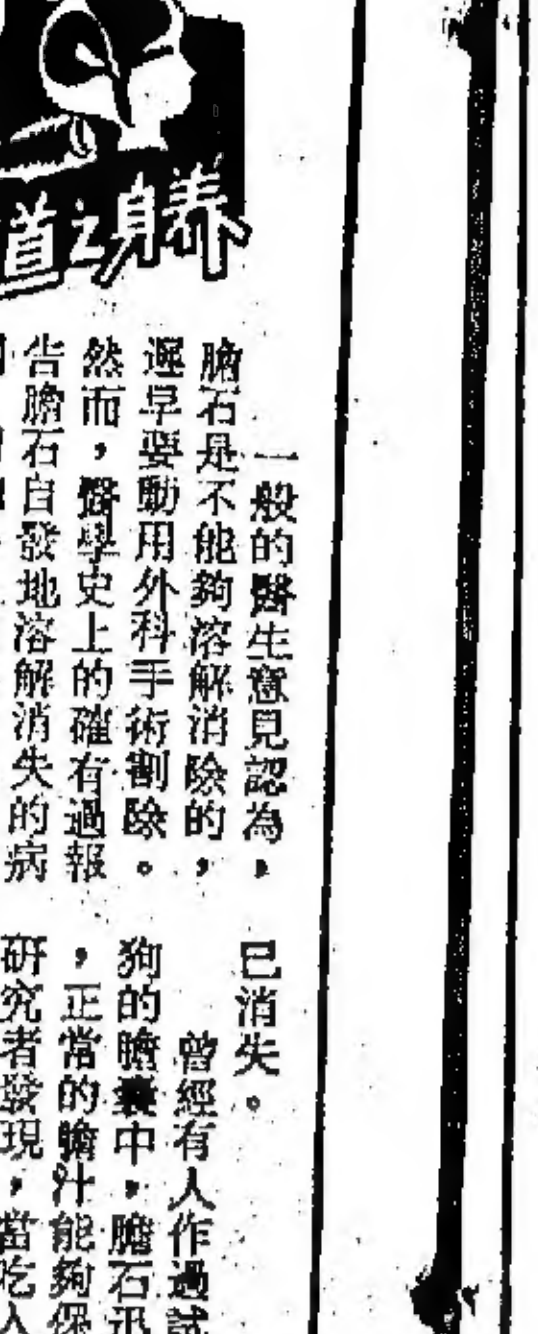 養身之道
一般的醫生意見認為，
膽石是不能夠溶解消除的，
遲早要動用外科手術割除。
然而，醫學史上的確有過報
告膽石自發地溶解消失的病
已消失。
曾經有人作過試
狗的膽囊中，膽石迅
，正常的膽汁能夠保
研究者發現，當吃入